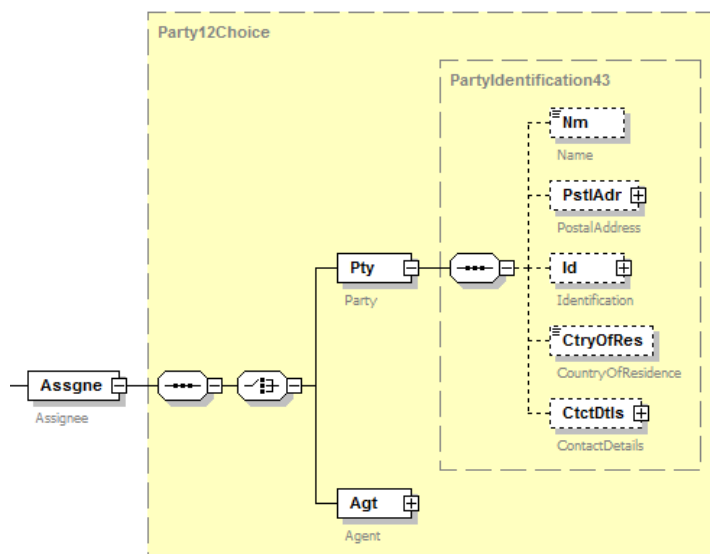 Party12Choice
PartyIdentification43
Nm
Name
PstlAdr
PostalAddress
Pty
Party
Id
Identification
CtryOfRes
CountryOfResidence
Assgne
Assignee
CtctDtls
ContactDetails
Agt
Agent